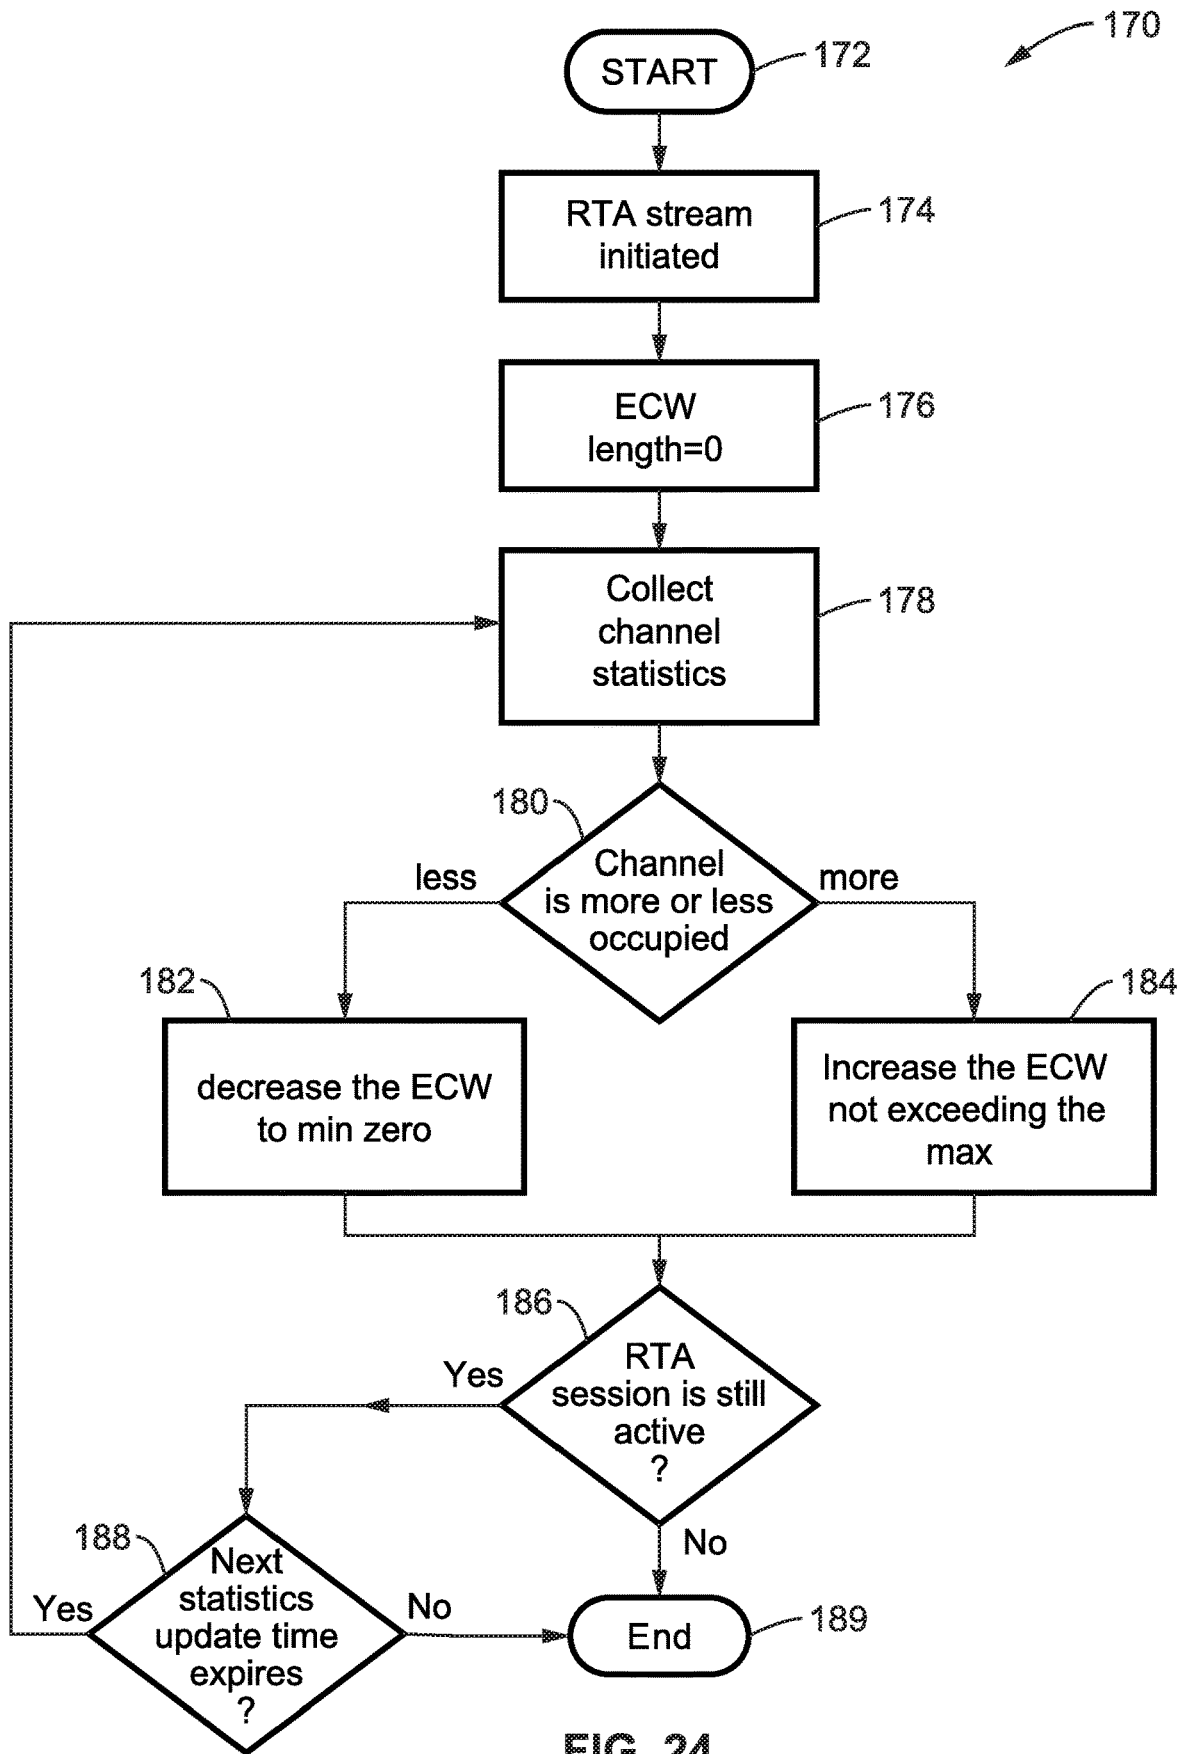 170
START
172
RTA stream
initiated
174
ECW
length=0
176
Collect
channel
statistics
178
180
Channel
is more or less
occupied
less
more
182
decrease the ECW
to min zero
184
Increase the ECW
not exceeding the
max
186
RTA
session is still
active
?
Yes
No
188
Next
statistics
update time
expires
?
Yes
No
End
189
FIG. 24